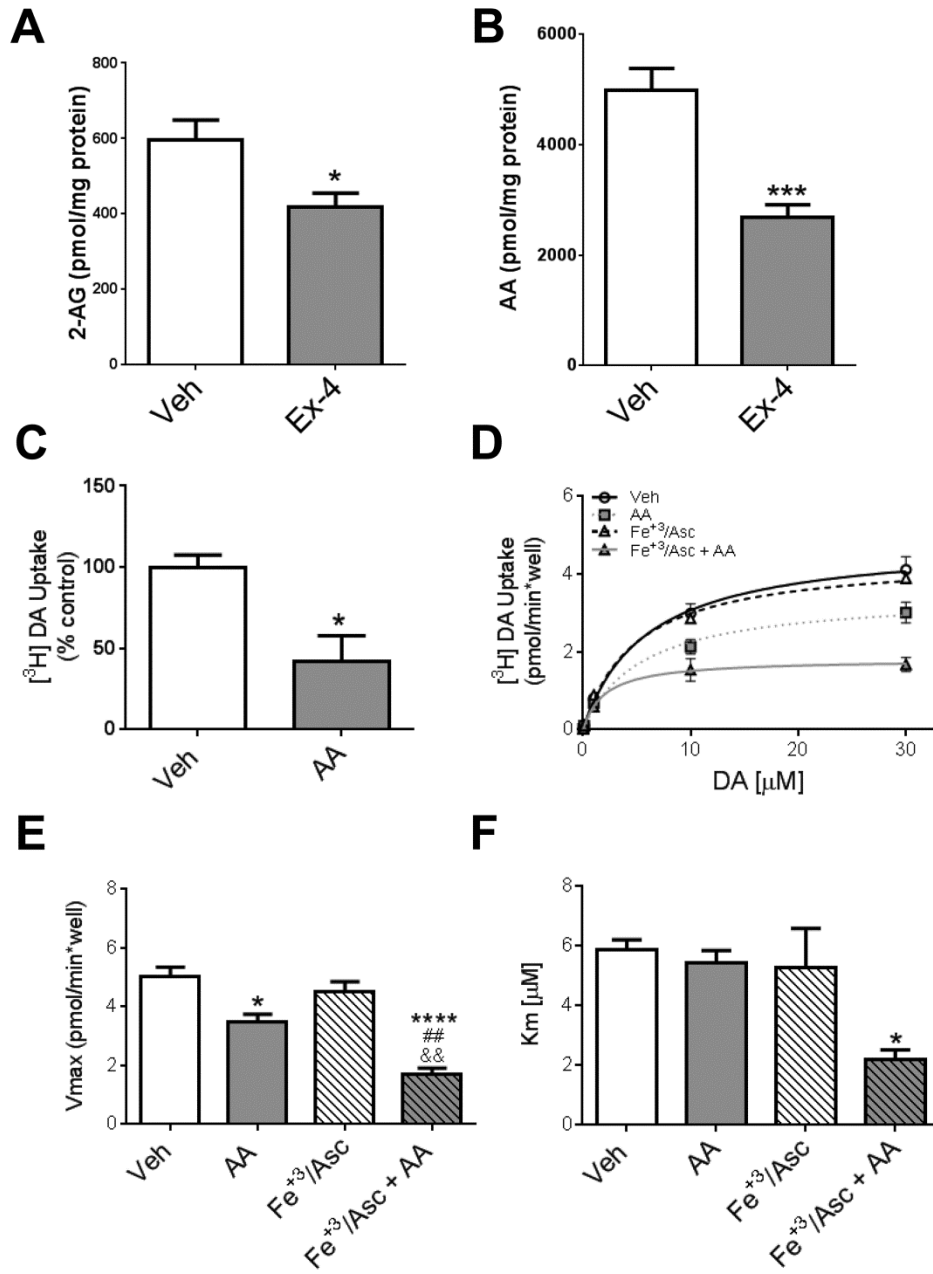 A
2-AG (pmol/mg protein)
800
600
400
200
0
*
Veh
Ex-4
B
AA (pmol/mg protein)
6000
4000
2000
0
***
Veh
Ex-4
C
[³H] DA Uptake
(% control)
150
100
50
0
*
Veh
AA
D
[³H] DA Uptake
(pmol/min*well)
6
4
2
0
Veh
AA
Fe⁺³/Asc
Fe⁺³/Asc + AA
0
10
20
30
DA [μM]
E
Vmax (pmol/min*well)
8
6
4
2
0
*
****
##
&&
Veh
AA
Fe⁺³/Asc
Fe⁺³/Asc + AA
F
Km [μM]
8
6
4
2
0
*
Veh
AA
Fe⁺³/Asc
Fe⁺³/Asc + AA